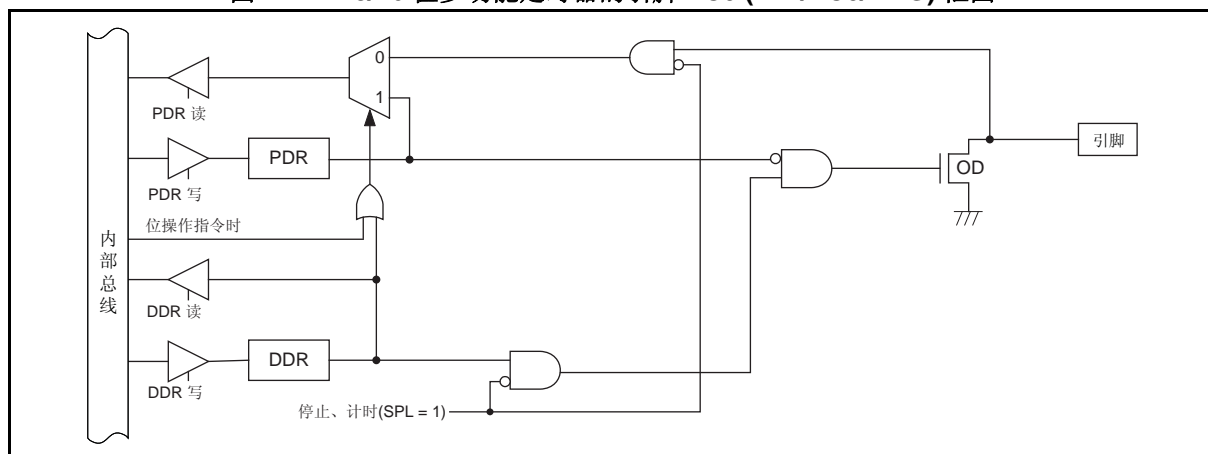 0
PDR 读
1
PDR
PDR 写
位操作指令时
内部总线
DDR 读
DDR
DDR 写
停止、计时(SPL = 1)
OD
引脚